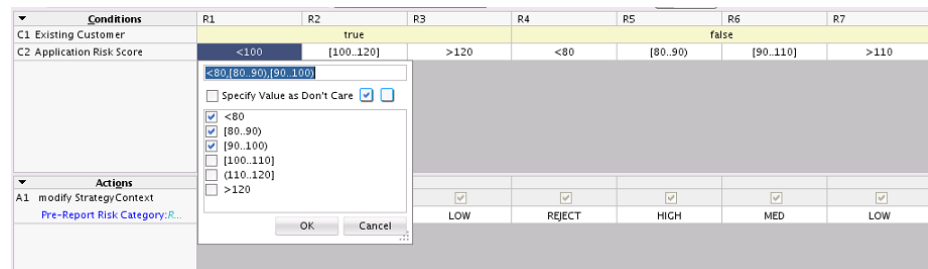 Conditions R1 R2 R3 R4 R5 R6 R7
C1 Existing Customer true false
C2 Application Risk Score <100 [100..120] >120 <80 [80..90) [90..110] >110
<80,[80..90),[90..100)
Specify Value as Don't Care
<80
[80..90)
[90..100)
[100..110]
(110..120]
>120
Actions
A1 modify StrategyContext
Pre-Report Risk Category:R... LOW REJECT HIGH MED LOW
OK Cancel